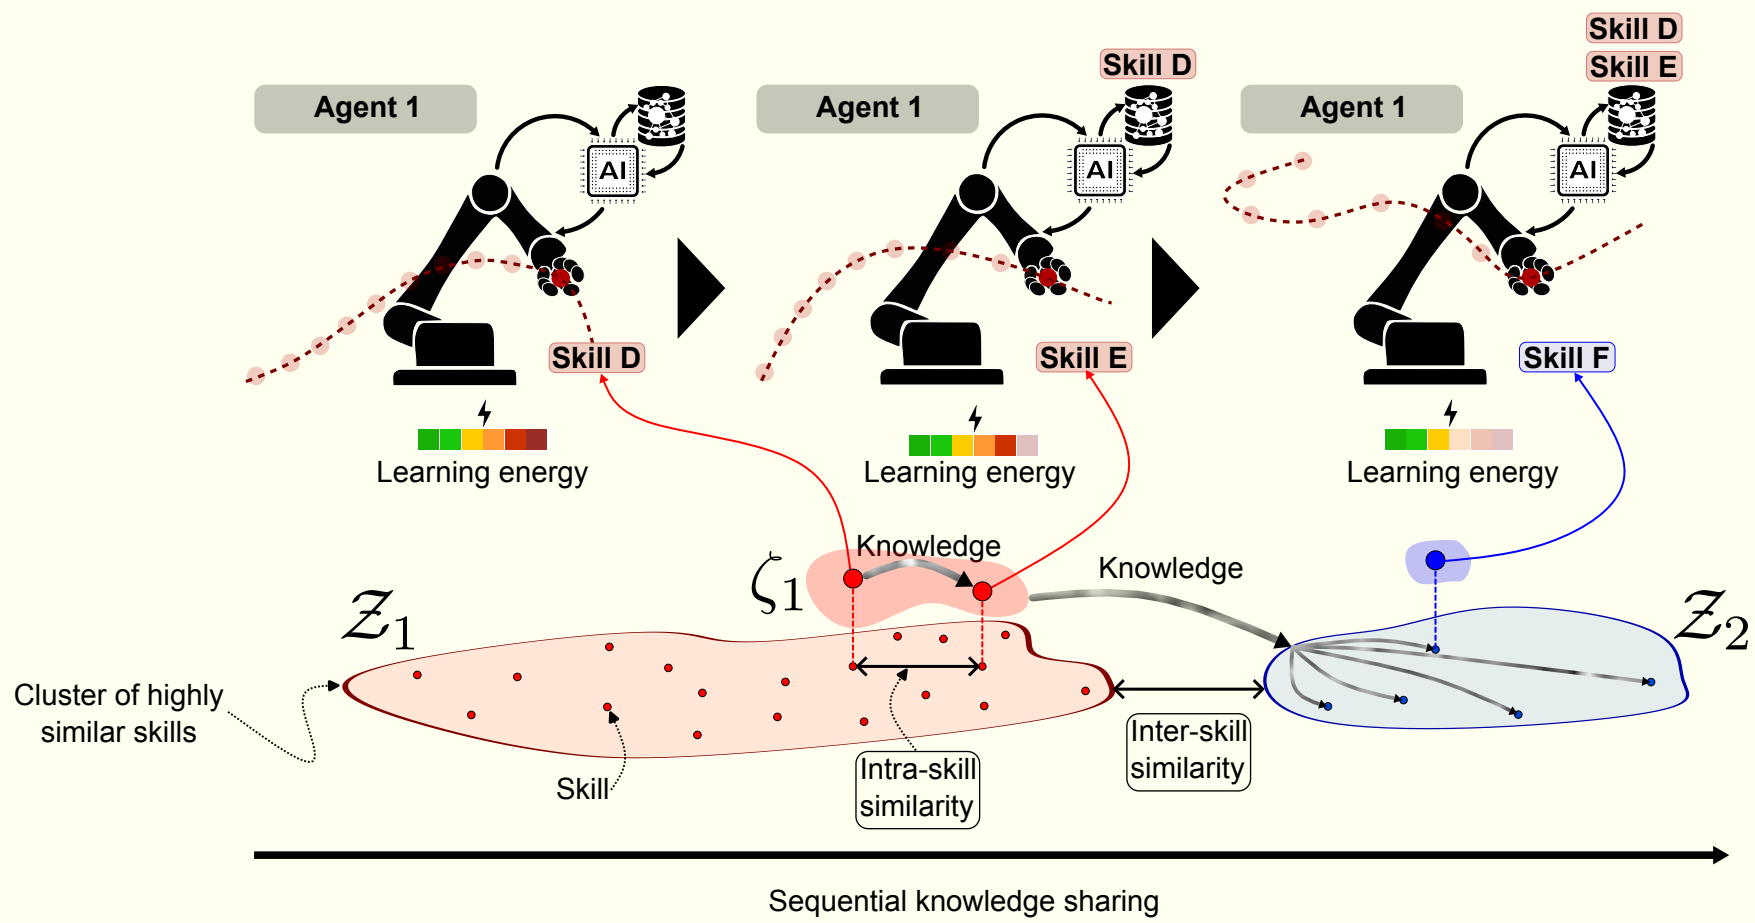 Skill D
Skill D
Skill E
Agent 1
Agent 1
Agent 1
AI
AI
AI
Skill D
Skill E
Skill F
Learning energy
Learning energy
Learning energy
Knowledge
Knowledge
ζ1
Z1
Z2
Cluster of highly
similar skills
Skill
Intra-skill
similarity
Inter-skill
similarity
Sequential knowledge sharing